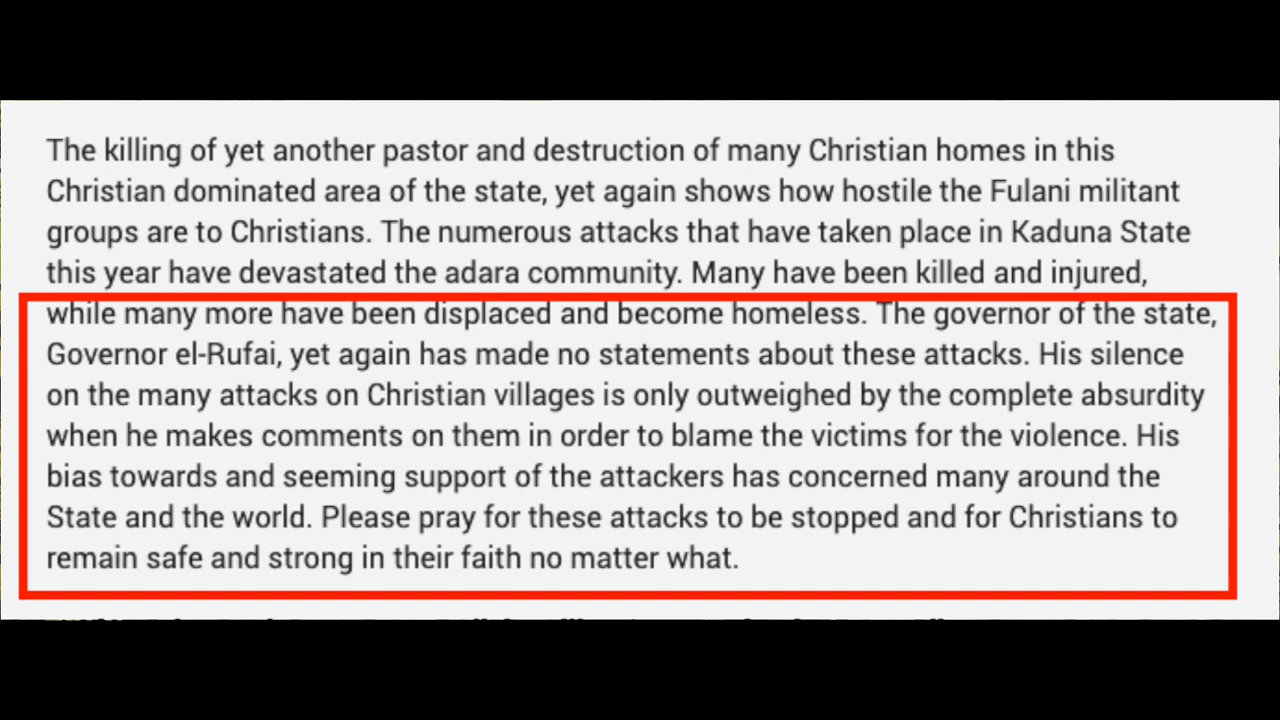 The killing of yet another pastor and destruction of many Christian homes in this
Christian dominated area of the state, yet again shows how hostile the Fulani militant
groups are to Christians. The numerous attacks that have taken place in Kaduna State
this year have devastated the adara community. Many have been killed and injured,
while many more have been displaced and become homeless. The governor of the state,
Governor el-Rufai, yet again has made no statements about these attacks. His silence
on the many attacks on Christian villages is only outweighed by the complete absurdity
when he makes comments on them in order to blame the victims for the violence. His
bias towards and seeming support of the attackers has concerned many around the
State and the world. Please pray for these attacks to be stopped and for Christians to
remain safe and strong in their faith no matter what.